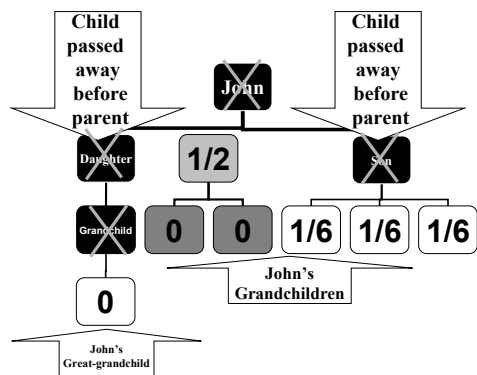 Child
passed
away
before
parent
John
Child
passed
away
before
parent
Daughter
1/2
Son
Grandchild
0
0
1/6
1/6
1/6
John's
Grandchildren
0
John's
Great-grandchild